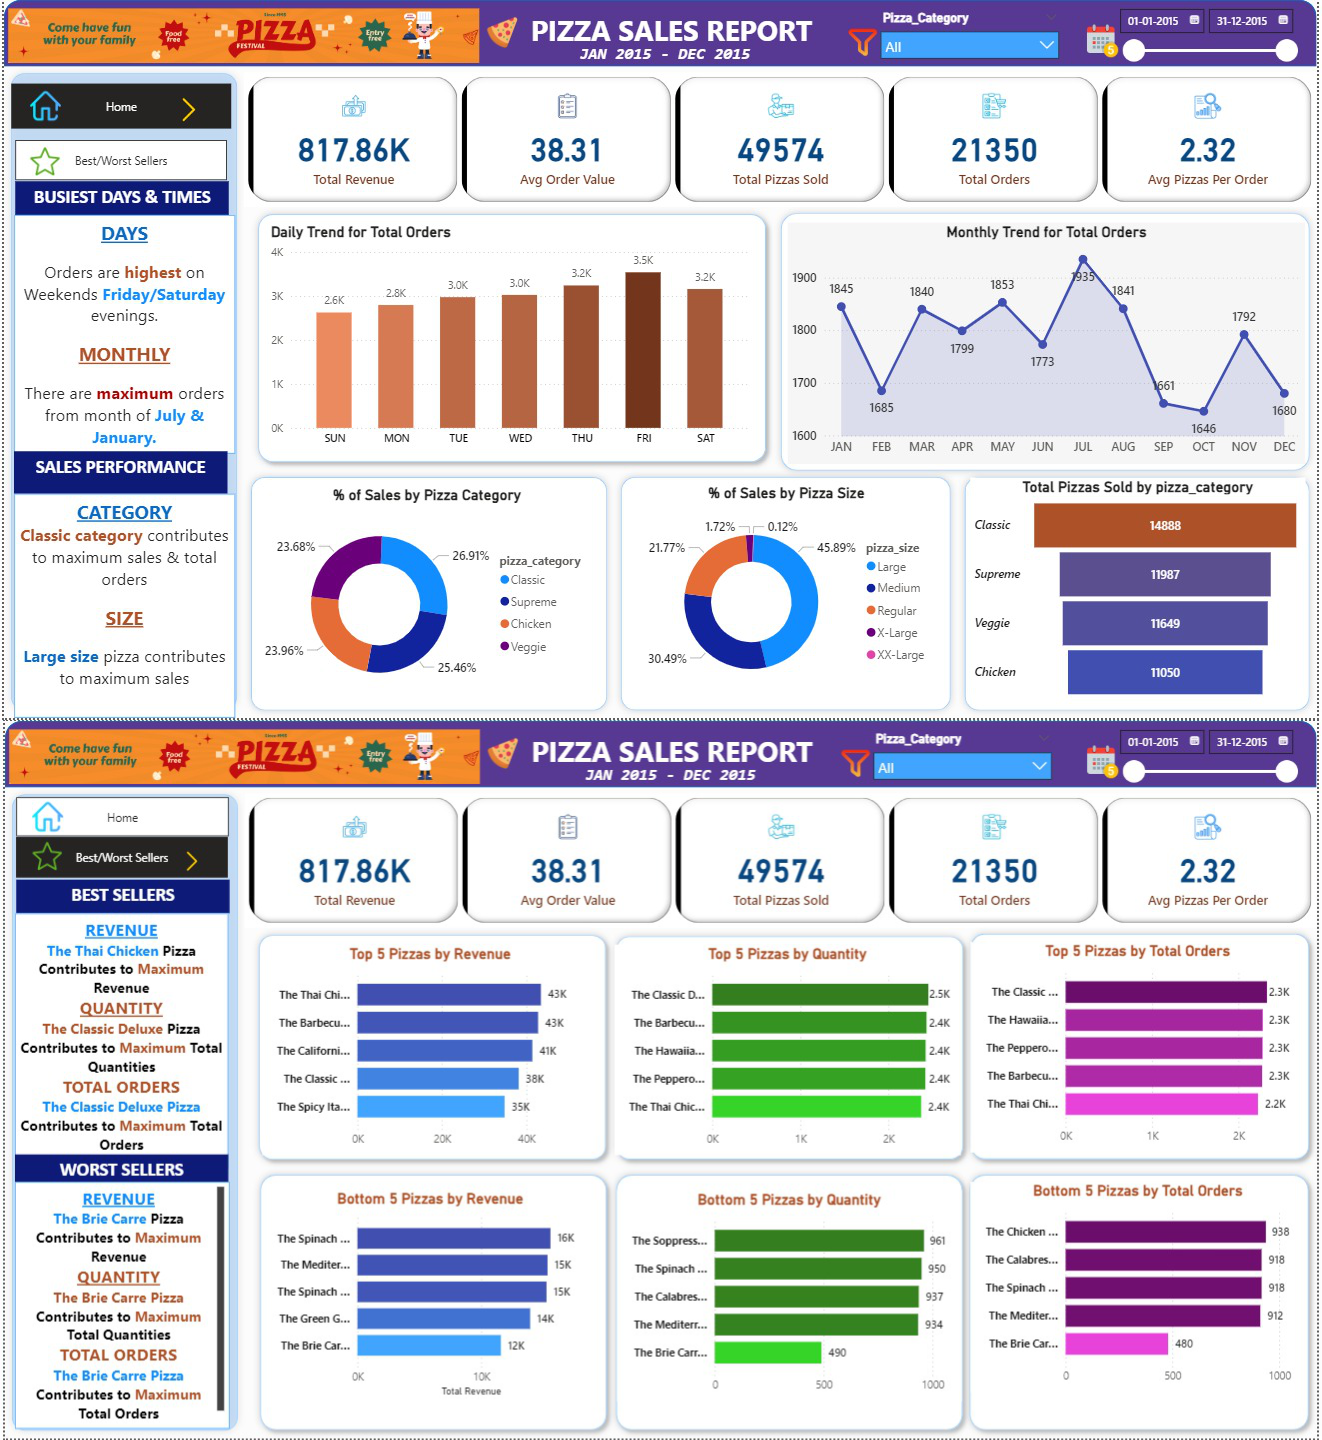 Come have fun
with your family
Food
free
Since 1995
PIZZA
FESTIVAL
Entry
free
PIZZA SALES REPORT
JAN 2015 - DEC 2015
Pizza_Category
All
5
01-01-2015
31-12-2015
Home
Best/Worst Sellers
BUSIEST DAYS & TIMES
DAYS
Orders are highest on
Weekends Friday/Saturday
evenings.
MONTHLY
There are maximum orders
from month of July &
January.
SALES PERFORMANCE
CATEGORY
Classic category contributes
to maximum sales & total
orders
SIZE
Large size pizza contributes
to maximum sales
817.86K
Total Revenue
38.31
Avg Order Value
49574
Total Pizzas Sold
21350
Total Orders
2.32
Avg Pizzas Per Order
Daily Trend for Total Orders
4K
3K
2K
1K
0K
2.6K
2.8K
3.0K
3.0K
3.2K
3.5K
3.2K
SUN
MON
TUE
WED
THU
FRI
SAT
Monthly Trend for Total Orders
1900
1800
1700
1600
1845
1685
1840
1799
1853
1773
1935
1841
1661
1646
1792
1680
JAN
FEB
MAR
APR
MAY
JUN
JUL
AUG
SEP
OCT
NOV
DEC
% of Sales by Pizza Category
23.68%
26.91%
23.96%
25.46%
pizza_category
Classic
Supreme
Chicken
Veggie
% of Sales by Pizza Size
1.72%
0.12%
21.77%
45.89%
30.49%
pizza_size
Large
Medium
Regular
X-Large
XX-Large
Total Pizzas Sold by pizza_category
Classic 14888
Supreme 11987
Veggie 11649
Chicken 11050
Come have fun
with your family
Food
free
Since 1995
PIZZA
FESTIVAL
Entry
free
PIZZA SALES REPORT
JAN 2015 - DEC 2015
Pizza_Category
All
5
01-01-2015
31-12-2015
Home
Best/Worst Sellers
BEST SELLERS
REVENUE
The Thai Chicken Pizza
Contributes to Maximum
Revenue
QUANTITY
The Classic Deluxe Pizza
Contributes to Maximum Total
Quantities
TOTAL ORDERS
The Classic Deluxe Pizza
Contributes to Maximum Total
Orders
WORST SELLERS
REVENUE
The Brie Carre Pizza
Contributes to Maximum
Revenue
QUANTITY
The Brie Carre Pizza
Contributes to Maximum
Total Quantities
TOTAL ORDERS
The Brie Carre Pizza
Contributes to Maximum
Total Orders
817.86K
Total Revenue
38.31
Avg Order Value
49574
Total Pizzas Sold
21350
Total Orders
2.32
Avg Pizzas Per Order
Top 5 Pizzas by Revenue
The Thai Chi... 43K
The Barbecu... 43K
The Californi... 41K
The Classic ... 38K
The Spicy Ita... 35K
0K 20K 40K
Top 5 Pizzas by Quantity
The Classic D... 2.5K
The Barbecu... 2.4K
The Hawaiia... 2.4K
The Peppero... 2.4K
The Thai Chic... 2.4K
0K 1K 2K
Top 5 Pizzas by Total Orders
The Classic ... 2.3K
The Hawaiia... 2.3K
The Peppero... 2.3K
The Barbecu... 2.3K
The Thai Chi... 2.2K
0K 1K 2K
Bottom 5 Pizzas by Revenue
The Spinach ... 16K
The Mediter... 15K
The Spinach ... 15K
The Green G... 14K
The Brie Car... 12K
0K 10K
Total Revenue
Bottom 5 Pizzas by Quantity
The Soppress... 961
The Spinach ... 950
The Calabres... 937
The Mediterr... 934
The Brie Carr... 490
0 500 1000
Bottom 5 Pizzas by Total Orders
The Chicken ... 938
The Calabres... 918
The Spinach ... 918
The Mediter... 912
The Brie Car... 480
0 500 1000